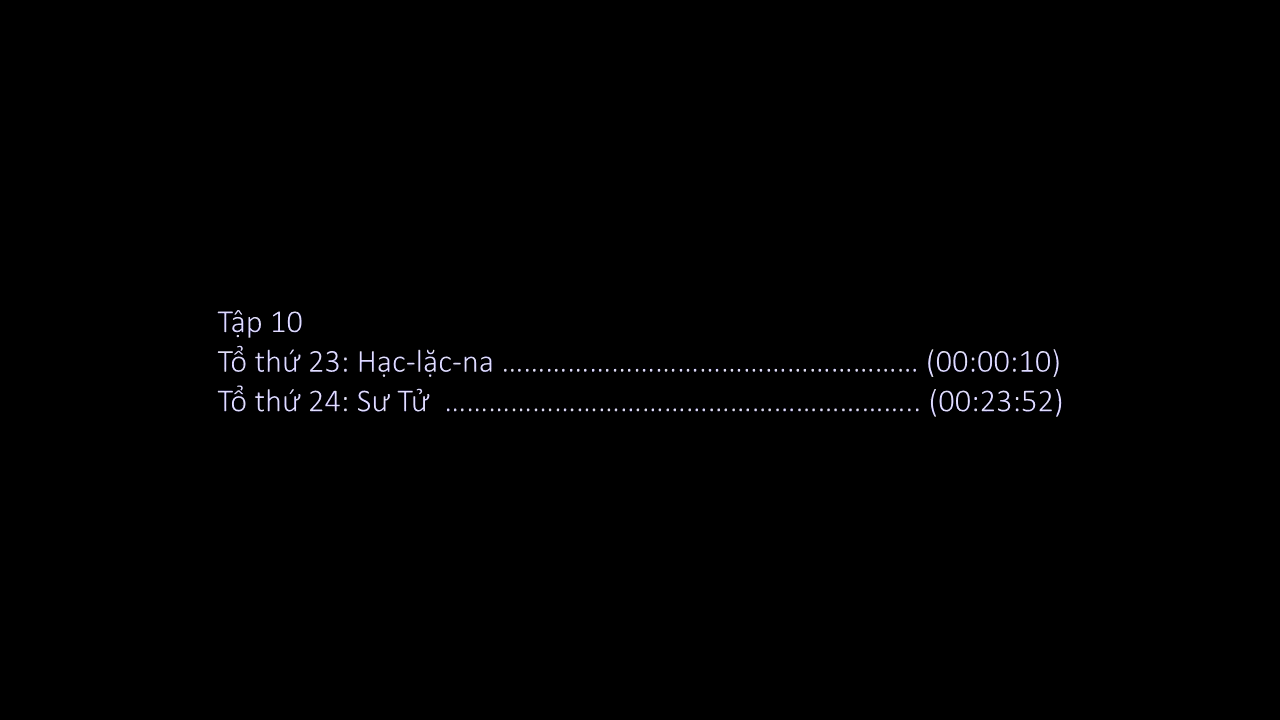 Tập 10
Tổ thứ 23: Hạc-lặc-na ………………………………………………… (00:00:10)
Tổ thứ 24: Sư Tử ……………………………………………………….. (00:23:52)